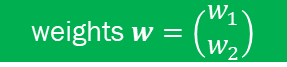 weights 𝒘 = (𝑤₁ 𝑤₂)